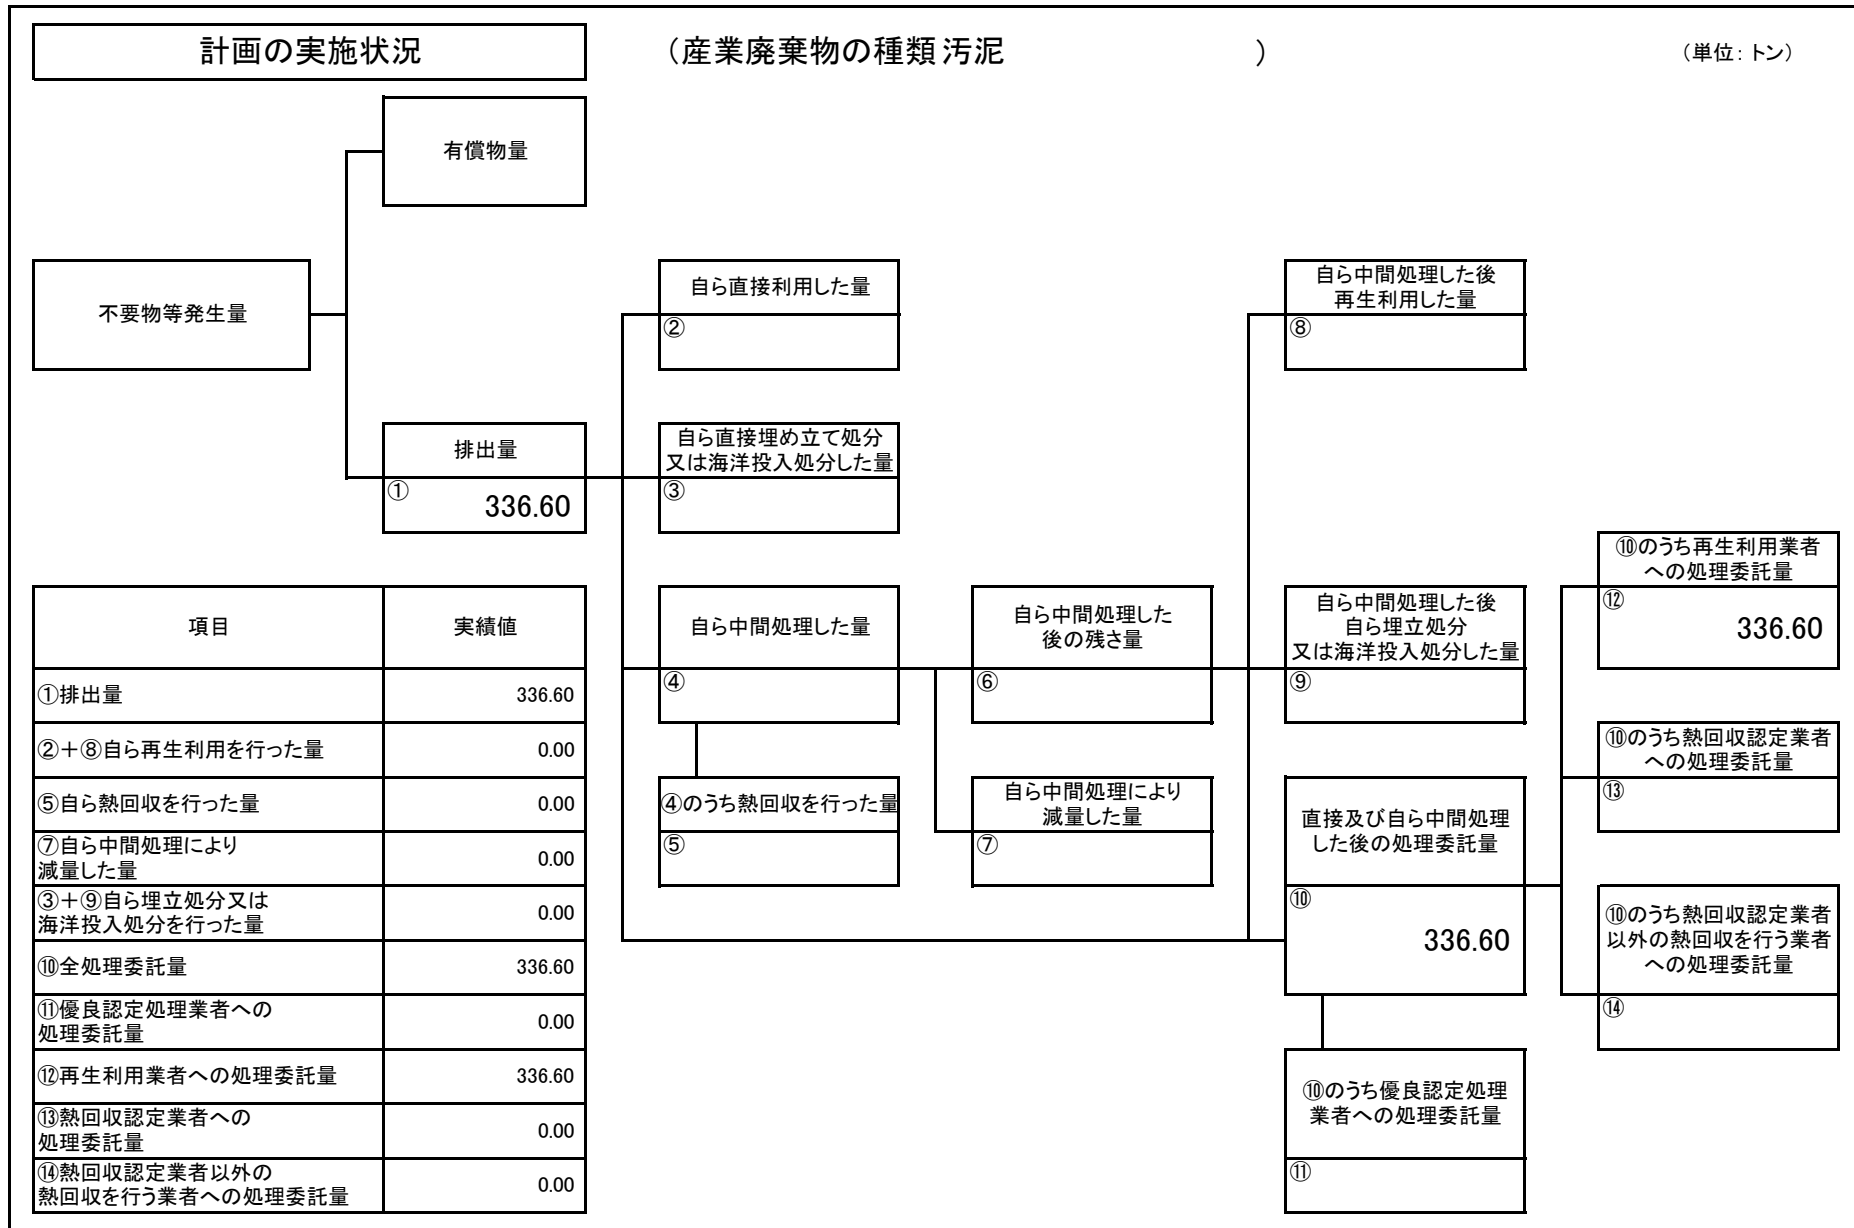 計画の実施状況
（産業廃棄物の種類 汚泥　　　　　　　　）
（単位：トン）
有償物量
不要物等発生量
自ら直接利用した量
②
自ら中間処理した後
再生利用した量
⑧
排出量
①
336.60
自ら直接埋め立て処分
又は海洋投入処分した量
③
⑩のうち再生利用業者
への処理委託量
⑫
336.60
自ら中間処理した量
④
自ら中間処理した
後の残さ量
⑥
自ら中間処理した後
自ら埋立処分
又は海洋投入処分した量
⑨
⑩のうち熱回収認定業者
への処理委託量
⑬
④のうち熱回収を行った量
⑤
自ら中間処理により
減量した量
⑦
直接及び自ら中間処理
した後の処理委託量
⑩
336.60
⑩のうち熱回収認定業者
以外の熱回収を行う業者
への処理委託量
⑭
⑩のうち優良認定処理
業者への処理委託量
⑪
項目 実績値
①排出量 336.60
②＋⑧自ら再生利用を行った量 0.00
⑤自ら熱回収を行った量 0.00
⑦自ら中間処理により
減量した量 0.00
③＋⑨自ら埋立処分又は
海洋投入処分を行った量 0.00
⑩全処理委託量 336.60
⑪優良認定処理業者への
処理委託量 0.00
⑫再生利用業者への処理委託量 336.60
⑬熱回収認定業者への
処理委託量 0.00
⑭熱回収認定業者以外の
熱回収を行う業者への処理委託量 0.00